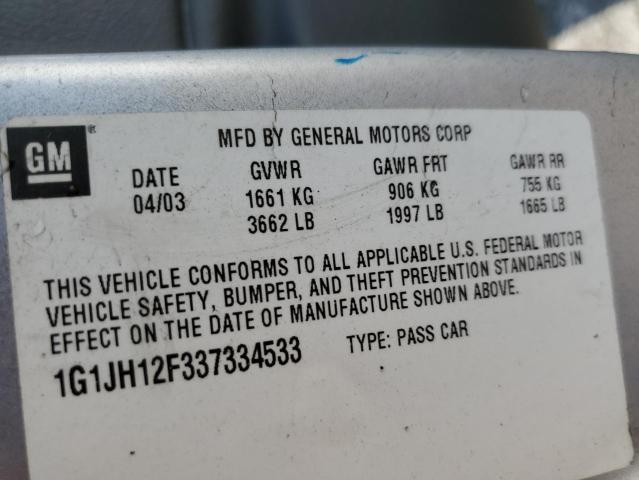 MFD BY GENERAL MOTORS CORP
GM®
DATE GVWR GAWR FRT GAWR RR
04/03 1661 KG 906 KG 755 KG
3662 LB 1997 LB 1665 LB
THIS VEHICLE CONFORMS TO ALL APPLICABLE U.S. FEDERAL MOTOR
VEHICLE SAFETY, BUMPER, AND THEFT PREVENTION STANDARDS IN
EFFECT ON THE DATE OF MANUFACTURE SHOWN ABOVE.
1G1JH12F337334533 TYPE: PASS CAR